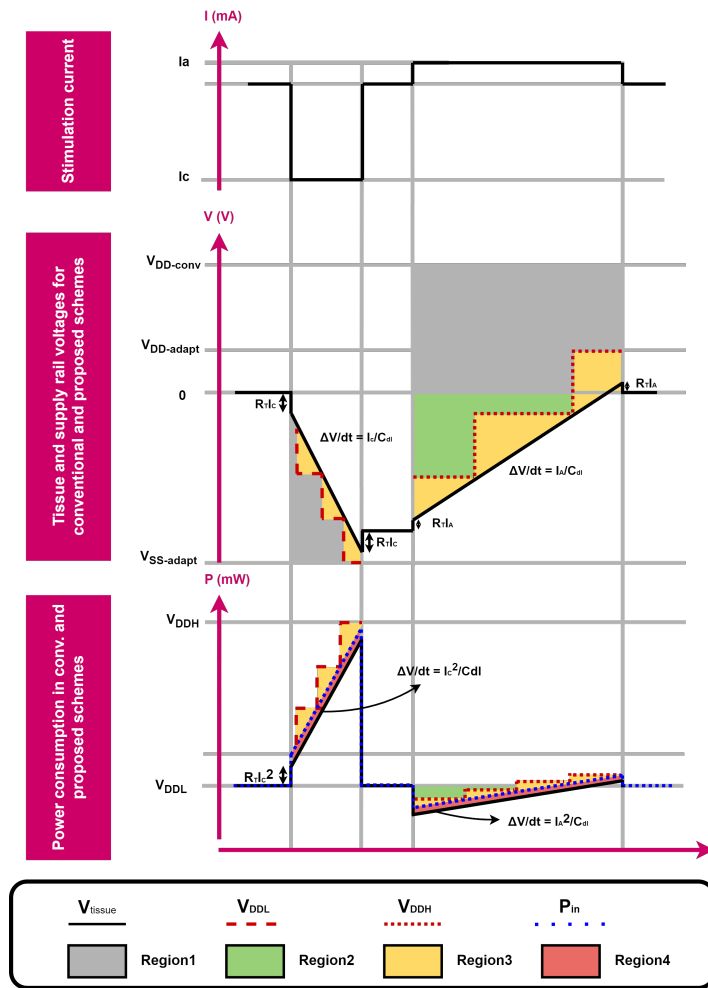 I (mA)
Stimulation current
Ia
Ic
V (V)
Tissue and supply rail voltages for
conventional and proposed schemes
VDD-conv
VDD-adapt
0
RTIC
ΔV/dt = Ic/Cdl
RTIA
ΔV/dt = IA/Cdl
RTIA
RTIC
VSS-adapt
P (mW)
Power consumption in conv. and
proposed schemes
VDDH
ΔV/dt = Ic²/CdI
RTIC²
VDDL
ΔV/dt = IA²/Cdl
Vtissue
VDDL
VDDH
Pin
Region1
Region2
Region3
Region4